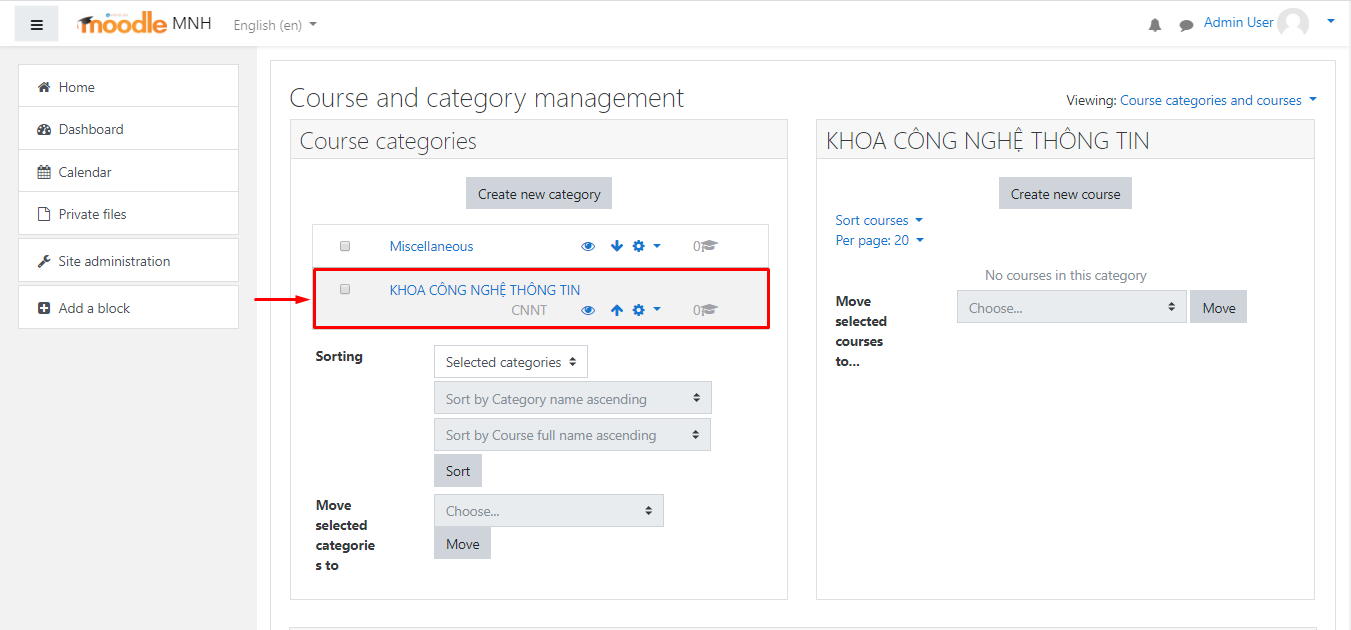 moodle MNH English (en)
Admin User
Home
Dashboard
Calendar
Private files
Site administration
Add a block
Course and category management
Viewing: Course categories and courses
Course categories
Create new category
Miscellaneous
0
KHOA CÔNG NGHỆ THÔNG TIN
CNNT
0
Sorting
Selected categories
Sort by Category name ascending
Sort by Course full name ascending
Sort
Move
selected
categorie
s to
Choose...
Move
KHOA CÔNG NGHỆ THÔNG TIN
Create new course
Sort courses
Per page: 20
No courses in this category
Move
selected
courses
to...
Choose...
Move